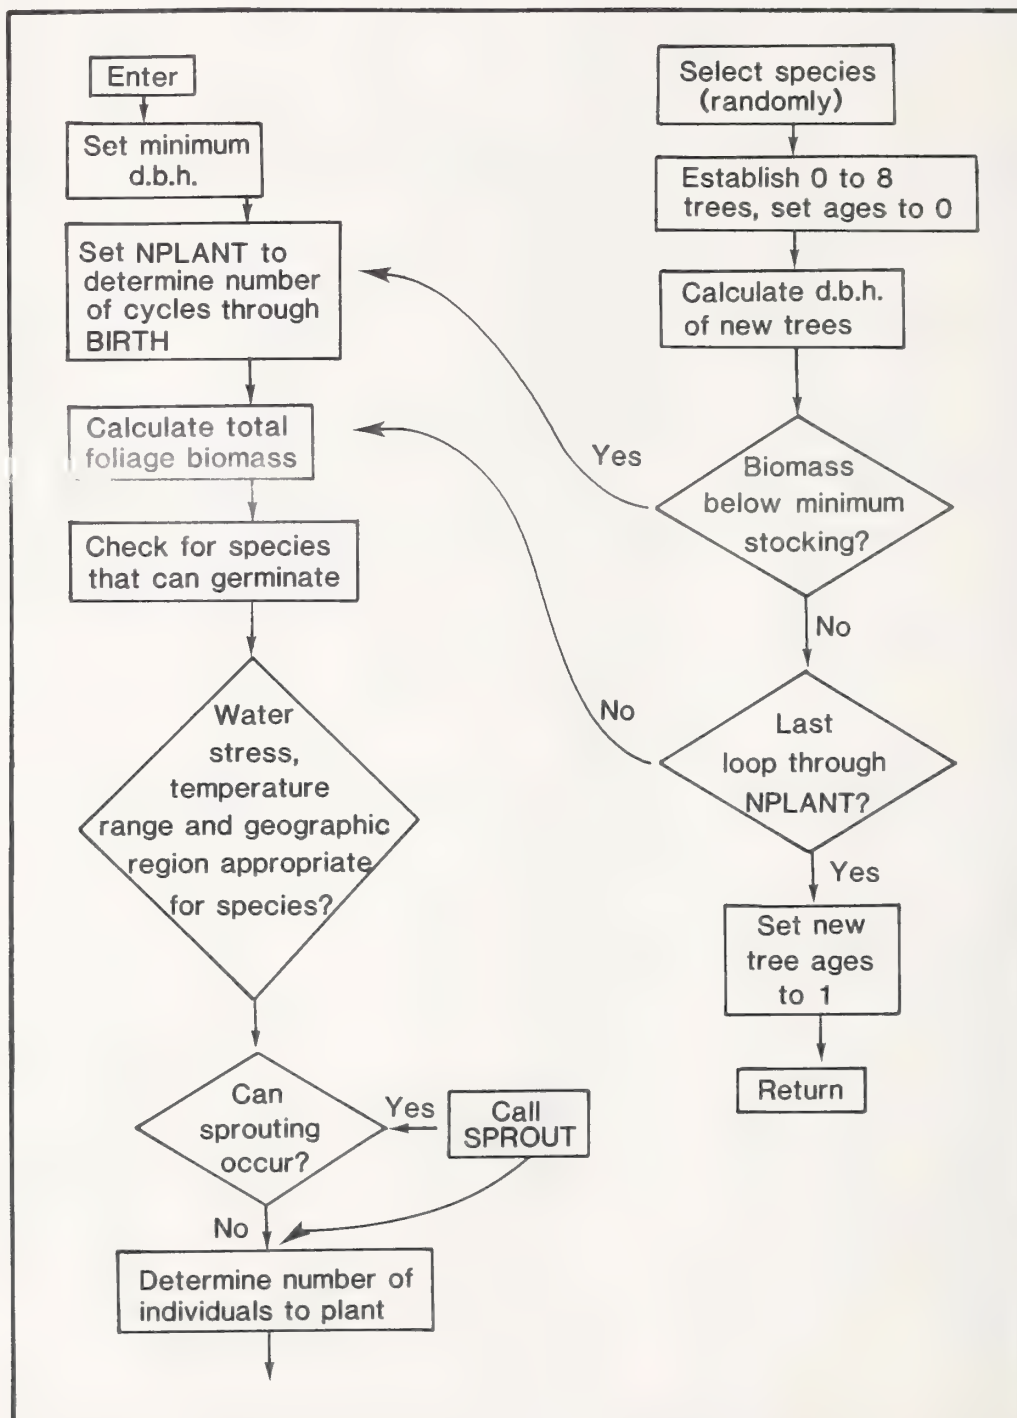 Enter
Set minimum
d.b.h.
Set NPLANT to
determine number
of cycles through
BIRTH
Calculate total
foliage biomass
Check for species
that can germinate
Water
stress,
temperature
range and geographic
region appropriate
for species?
Can
sprouting
occur?
Yes
Call
SPROUT
No
Determine number of
individuals to plant
Select species
(randomly)
Establish 0 to 8
trees, set ages to 0
Calculate d.b.h.
of new trees
Biomass
below minimum
stocking?
Yes
No
Last
loop through
NPLANT?
No
Yes
Set new
tree ages
to 1
Return